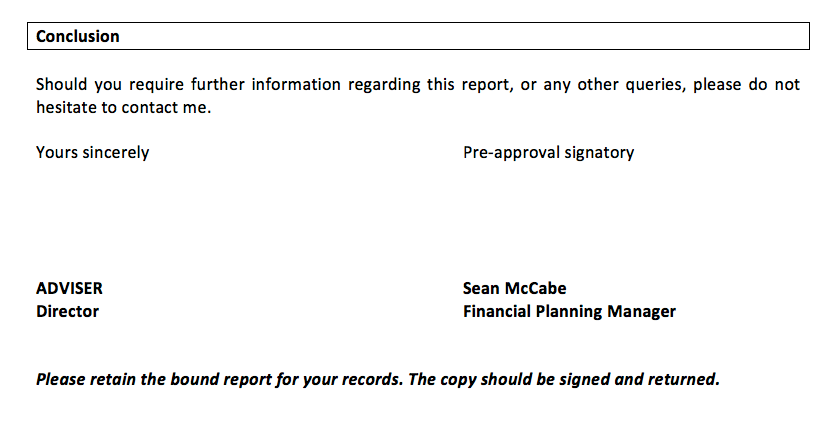 Conclusion
Should you require further information regarding this report, or any other queries, please do not
hesitate to contact me.
Yours sincerely Pre-approval signatory
ADVISER Sean McCabe
Director Financial Planning Manager
Please retain the bound report for your records. The copy should be signed and returned.